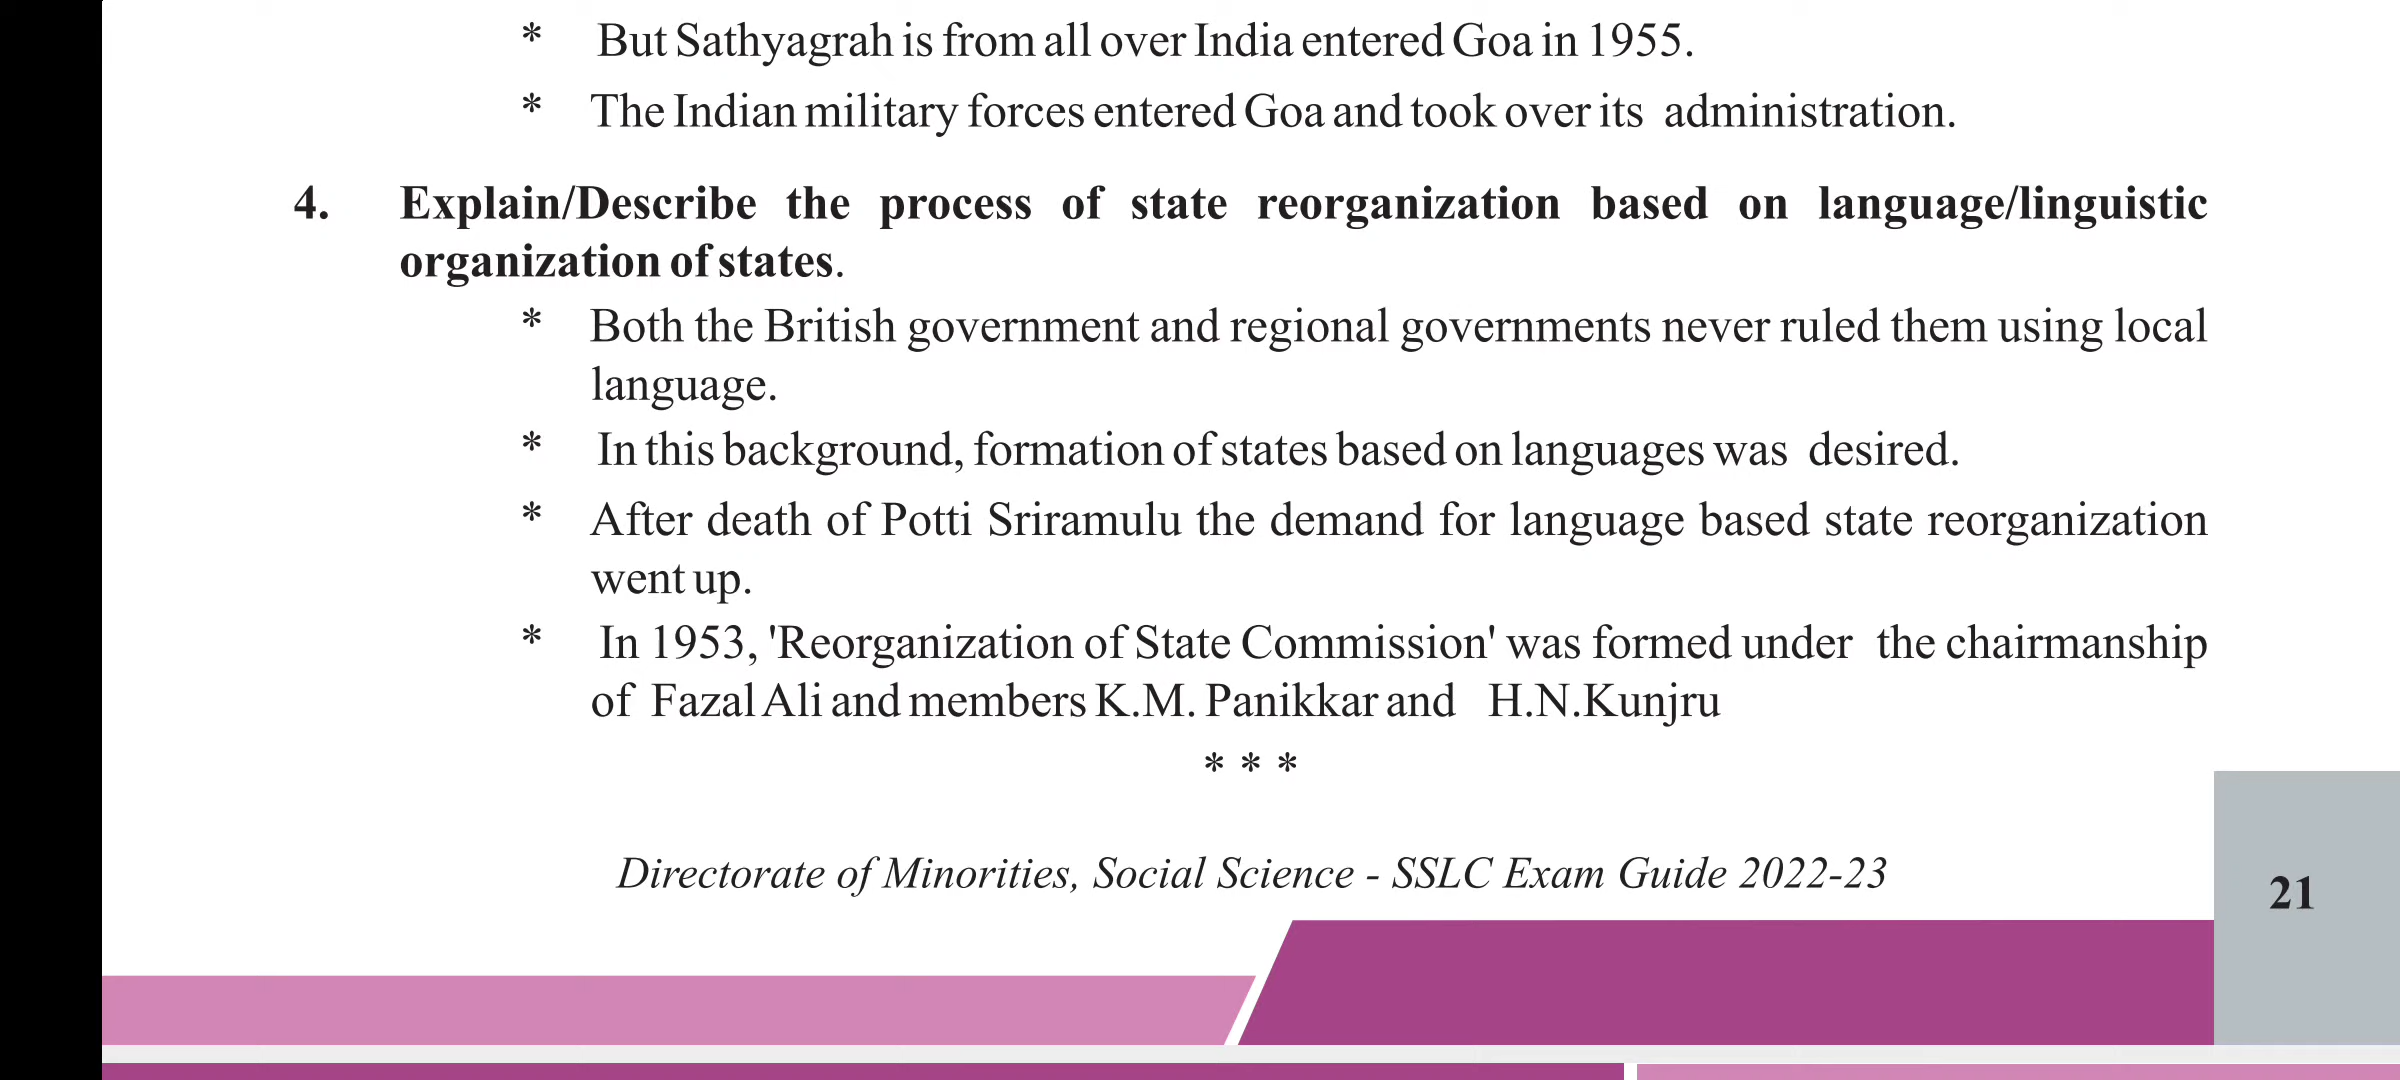 * But Sathyagrah is from all over India entered Goa in 1955.
* The Indian military forces entered Goa and took over its administration.
4. Explain/Describe the process of state reorganization based on language/linguistic
organization of states.
* Both the British government and regional governments never ruled them using local
language.
* In this background, formation of states based on languages was desired.
* After death of Potti Sriramulu the demand for language based state reorganization
went up.
* In 1953, 'Reorganization of State Commission' was formed under the chairmanship
of Fazal Ali and members K.M. Panikkar and H.N.Kunjru
* * *
Directorate of Minorities, Social Science - SSLC Exam Guide 2022-23
21